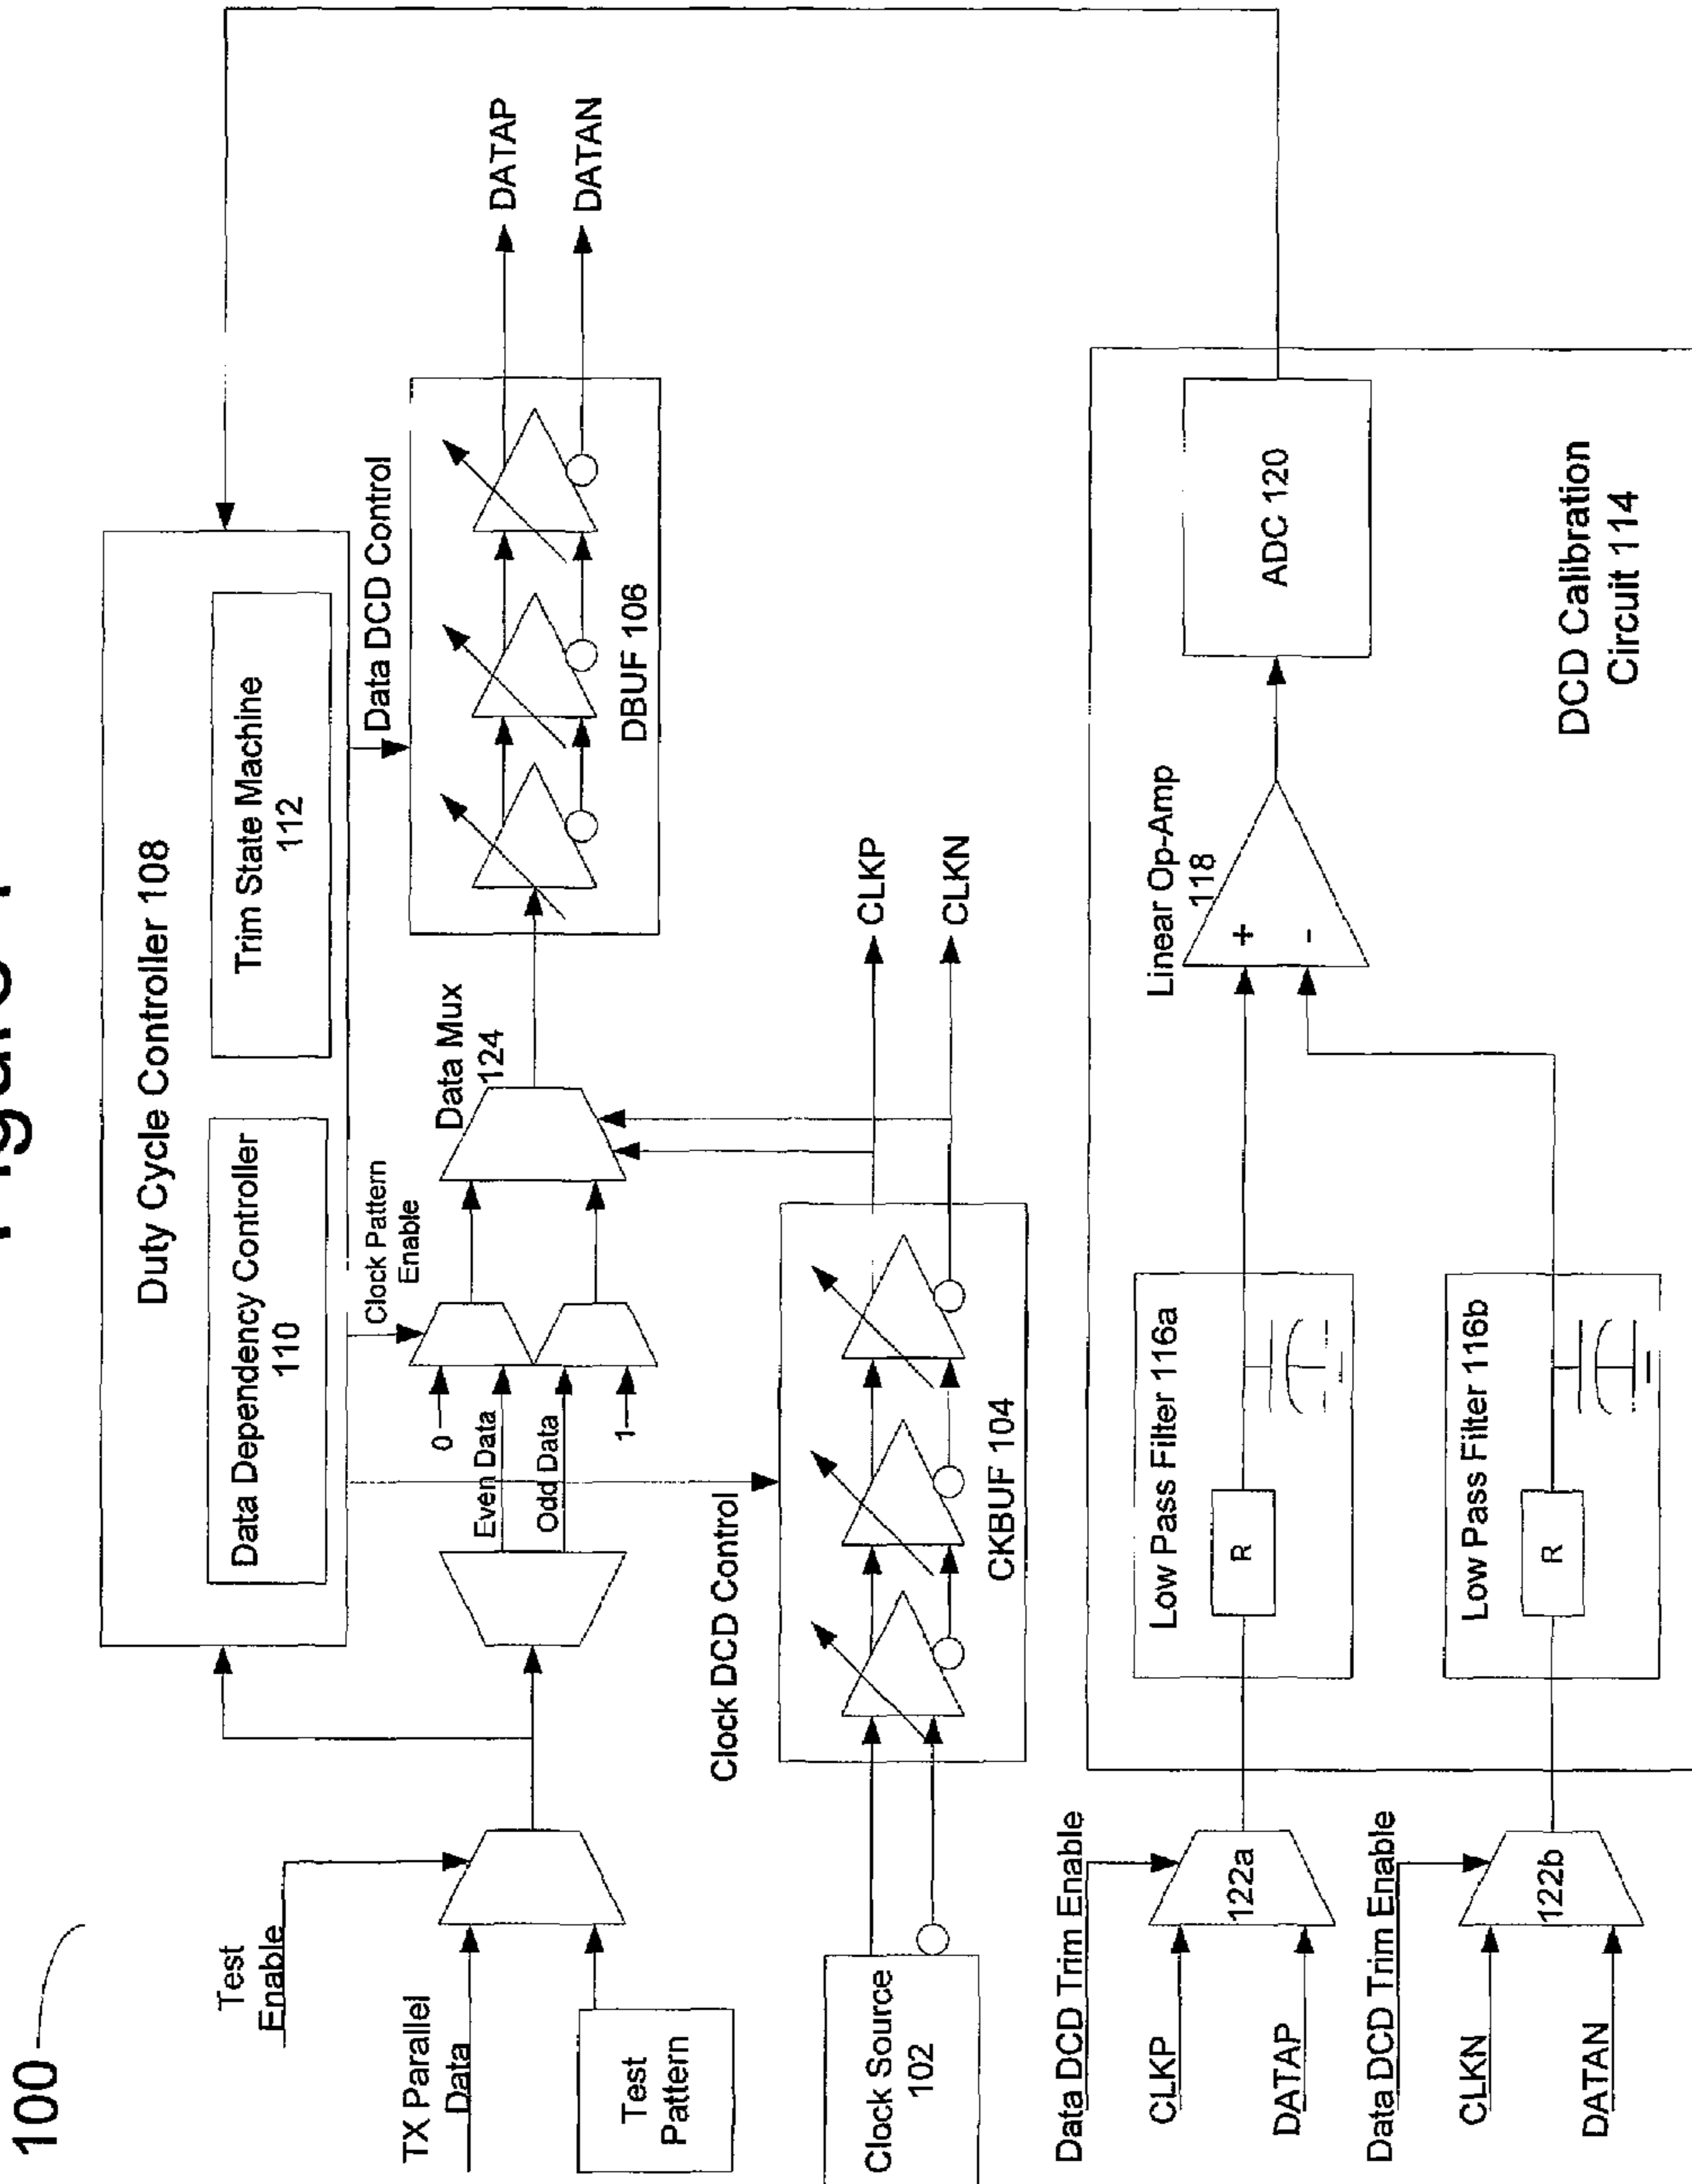 100
Duty Cycle Controller 108
Data Dependency Controller
110
Trim State Machine
112
Test
Enable
TX Parallel
Data
Test
Pattern
Clock Pattern
Enable
0
Even Data
Odd Data
1
Data Mux
124
Data DCD Control
DBUF 106
DATAP
DATAN
Clock DCD Control
Clock Source
102
CKBUF 104
CLKP
CLKN
Data DCD Trim Enable
CLKP
DATAP
122a
Low Pass Filter 116a
R
Data DCD Trim Enable
CLKN
DATAN
122b
Low Pass Filter 116b
R
Linear Op-Amp
118
+
-
ADC 120
DCD Calibration
Circuit 114